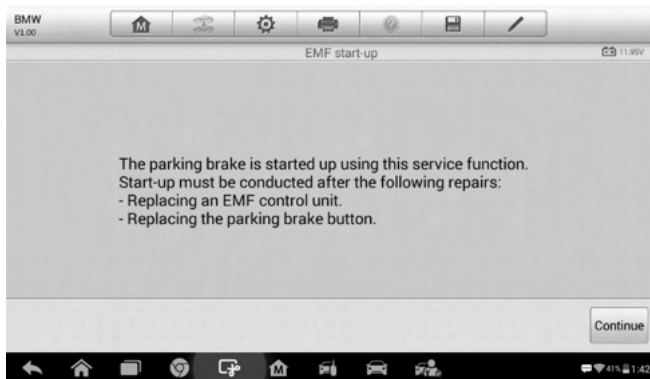 BMW
V1.00
EMF start-up
11.95V
The parking brake is started up using this service function.
Start-up must be conducted after the following repairs:
- Replacing an EMF control unit.
- Replacing the parking brake button.
Continue
41% 1:42